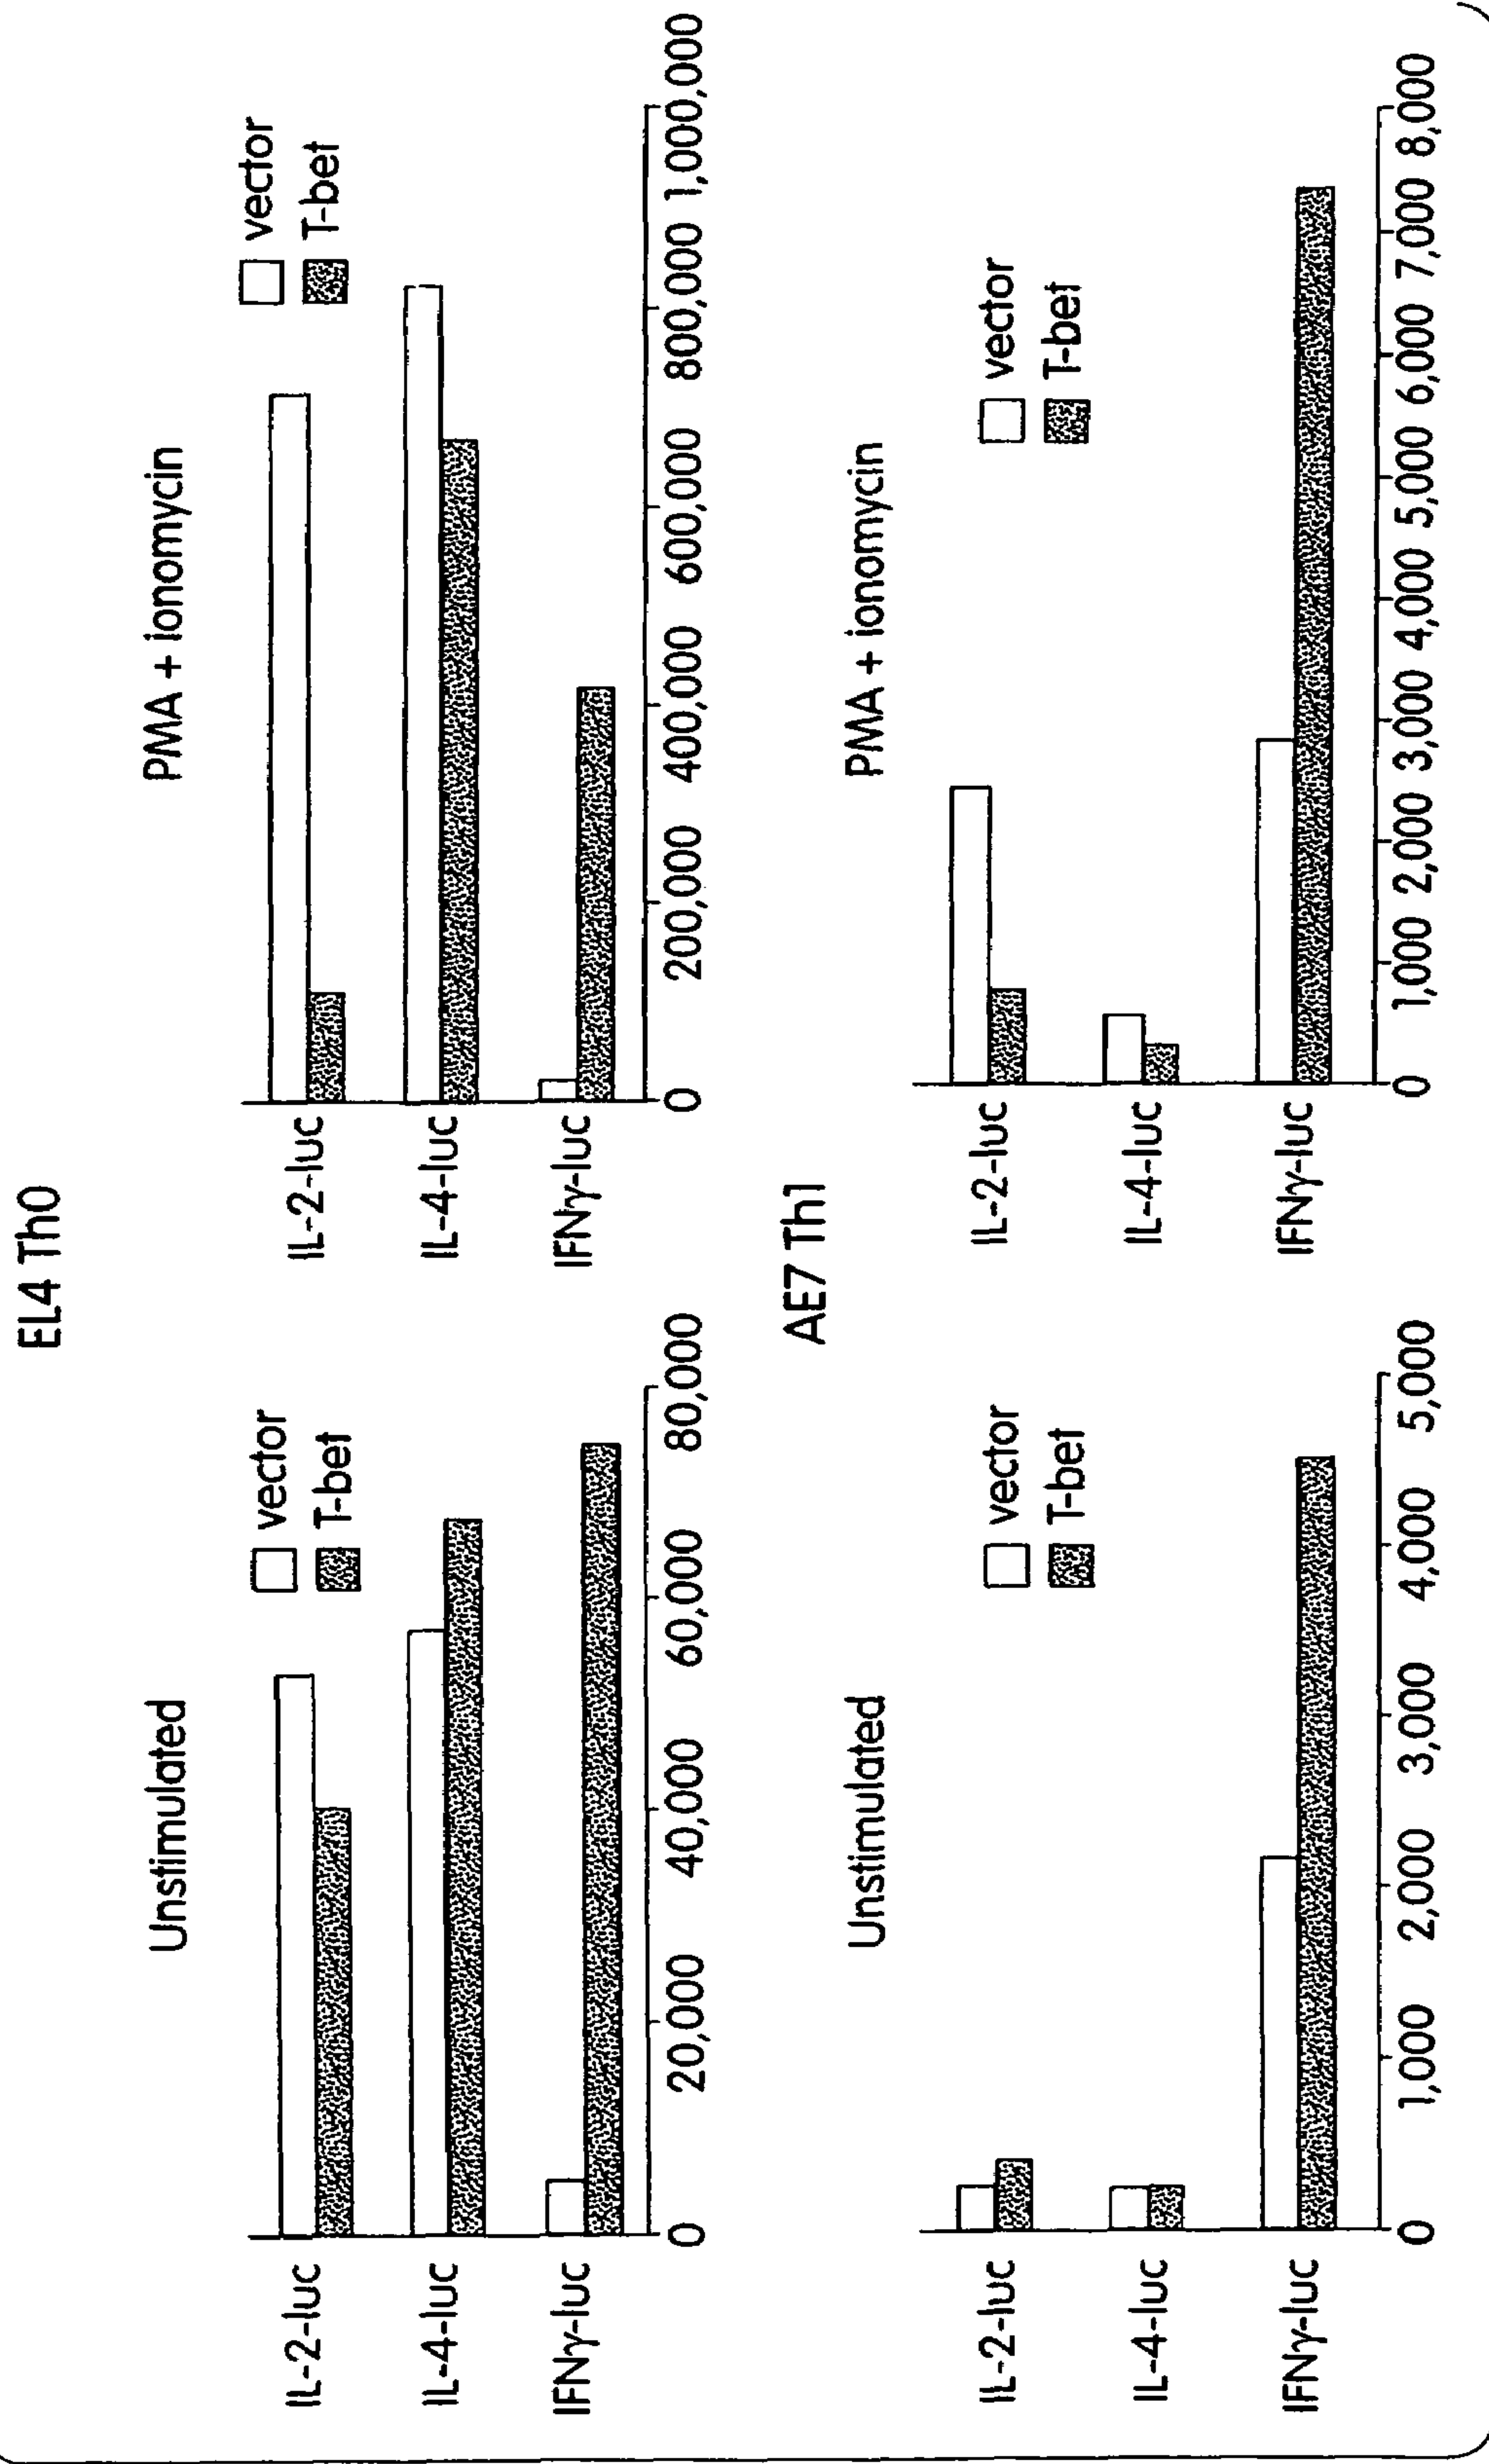 EL4 Th0
Unstimulated
vector
T-bet
IL-2-luc
IL-4-luc
IFNγ-luc
0 20,000 40,000 60,000 80,000
PMA + ionomycin
vector
T-bet
IL-2-luc
IL-4-luc
IFNγ-luc
0 200,000 400,000 600,000 800,000 1,000,000
AE7 Th1
Unstimulated
vector
T-bet
IL-2-luc
IL-4-luc
IFNγ-luc
0 1,000 2,000 3,000 4,000 5,000
PMA + ionomycin
vector
T-bet
IL-2-luc
IL-4-luc
IFNγ-luc
0 1,000 2,000 3,000 4,000 5,000 6,000 7,000 8,000